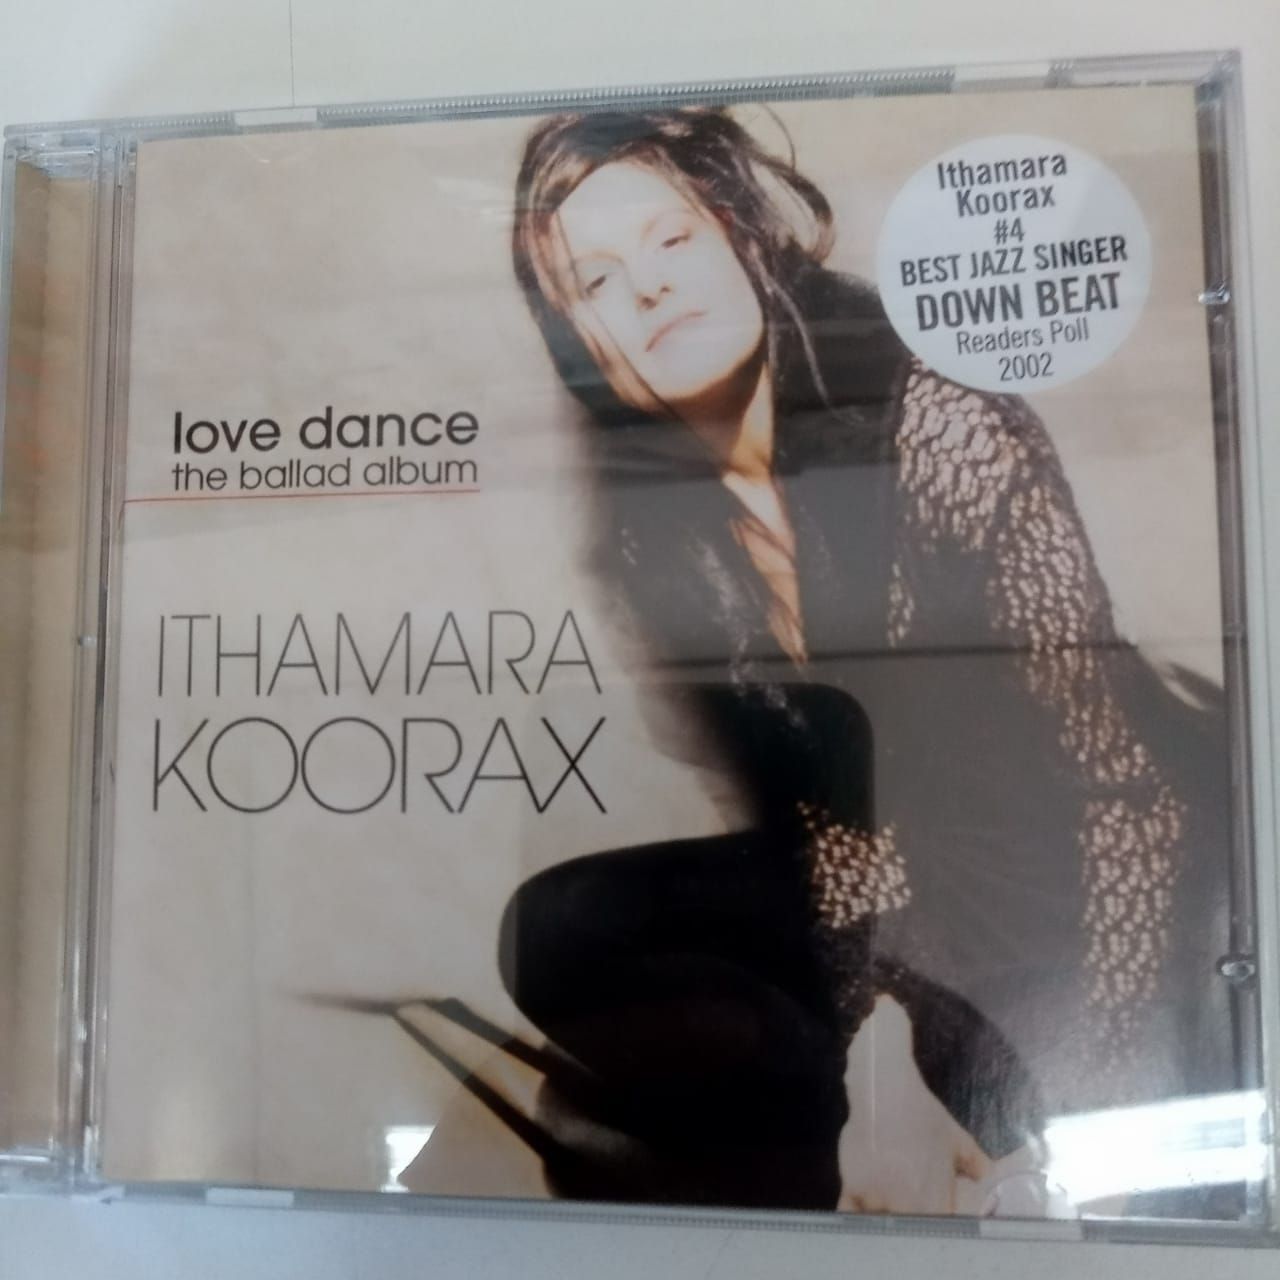 Ithamara
Koorax
#4
BEST JAZZ SINGER
DOWN BEAT
Readers Poll
2002
love dance
the ballad album
ITHAMARA
KOORAX